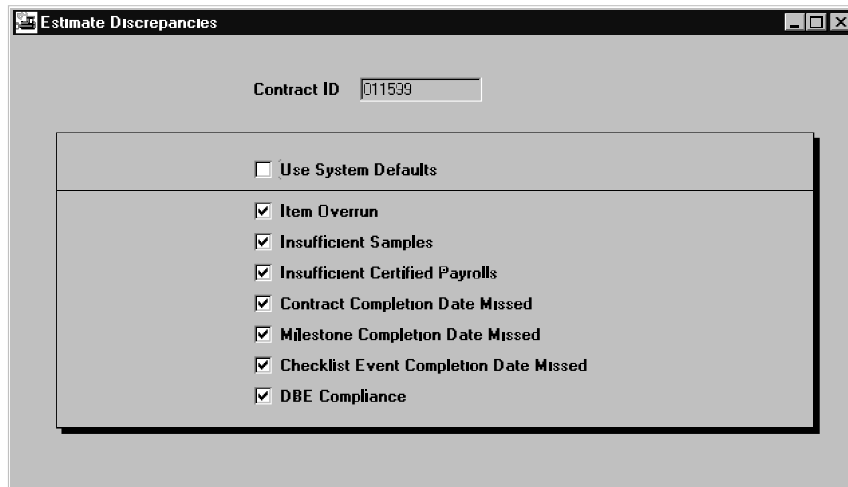 Estimate Discrepancies
Contract ID 011599
Use System Defaults
Item Overrun
Insufficient Samples
Insufficient Certified Payrolls
Contract Completion Date Missed
Milestone Completion Date Missed
Checklist Event Completion Date Missed
DBE Compliance